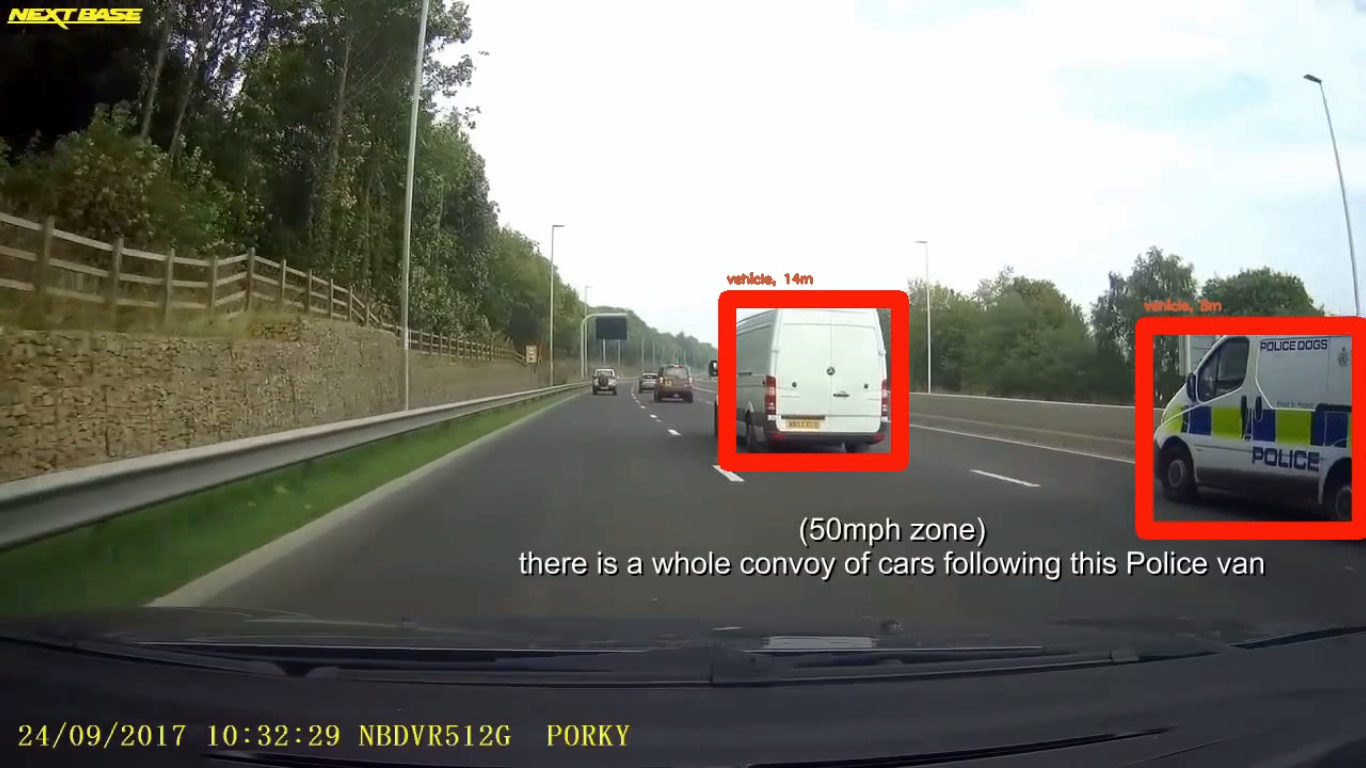 NEXTBASE
vehicle, 14m
vehicle, 8m
POLICE DOGS
POLICE
(50mph zone)
there is a whole convoy of cars following this Police van
24/09/2017 10:32:29 NBDVR512G PORKY